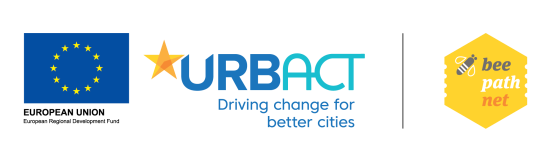 EUROPEAN UNION
European Regional Development Fund
URBACT
Driving change for
better cities
bee
path
net